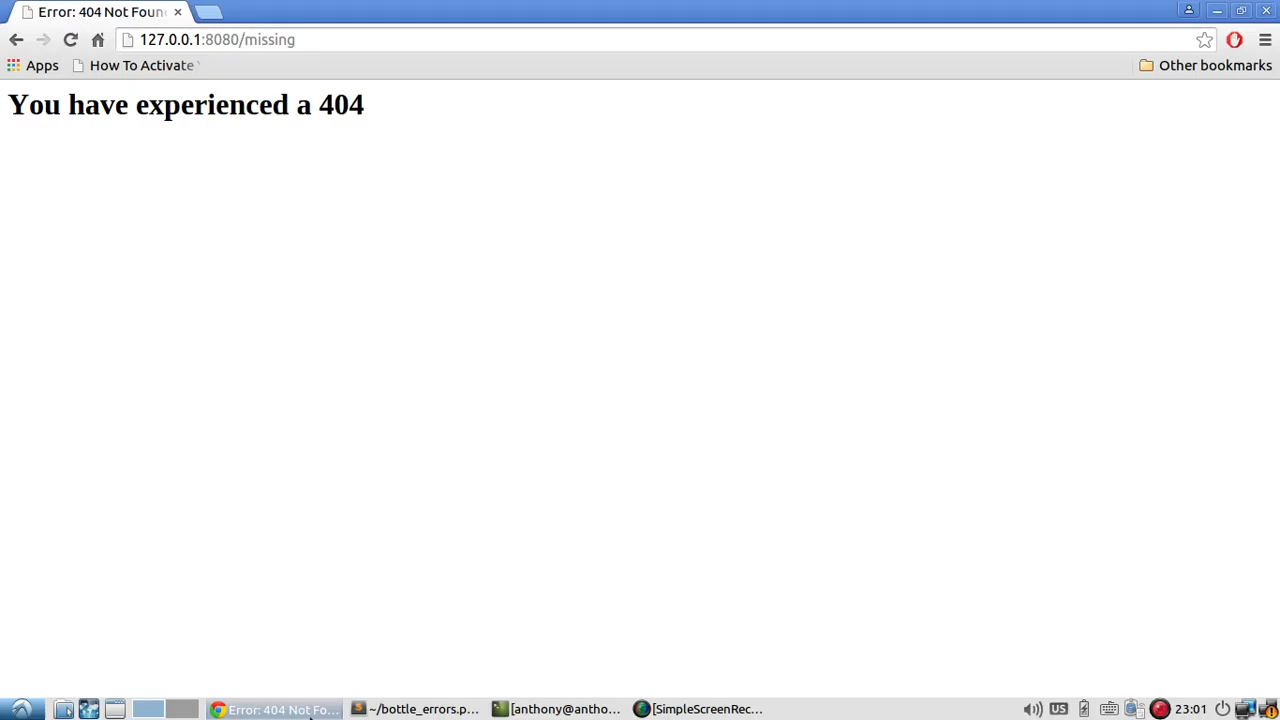 Error: 404 Not Foun
127.0.0.1:8080/missing
Apps
How To Activate
Other bookmarks
You have experienced a 404
Error: 404 Not Fo...
~/bottle_errors.p...
[anthony@antho...
[SimpleScreenRec...
US
23:01